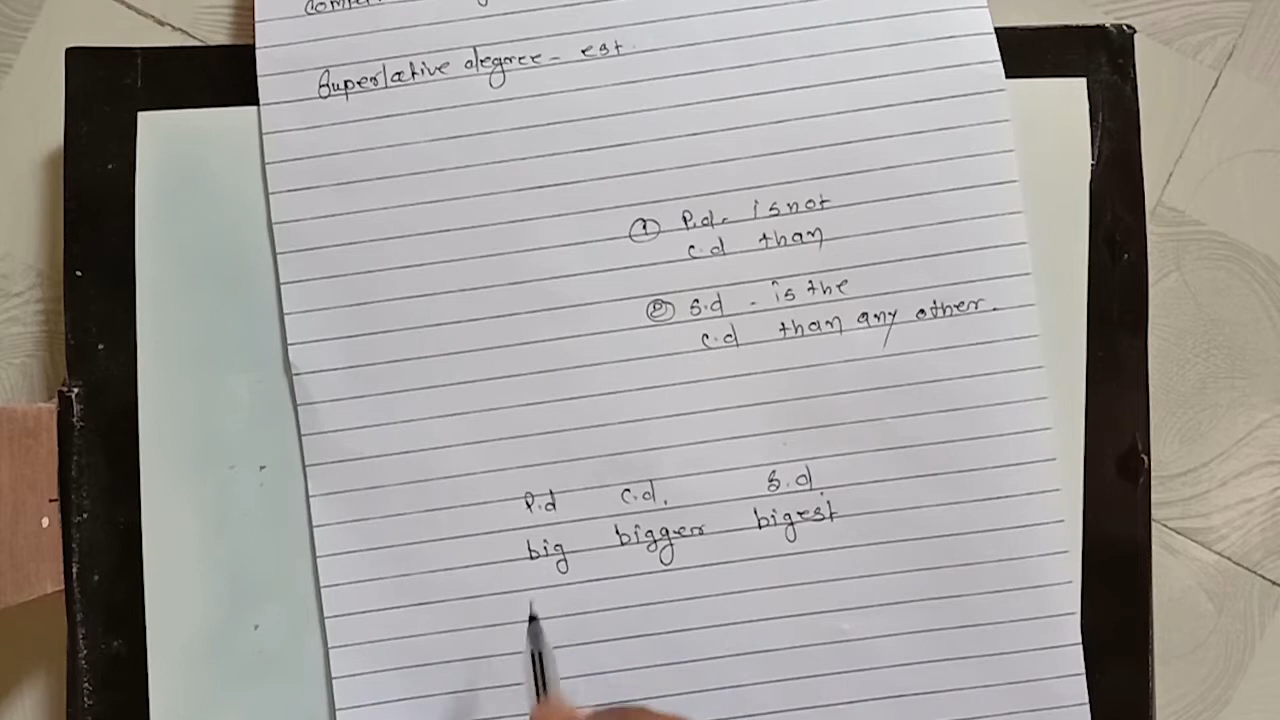 Superlative degree - est.
① P.d - is not
c.d than
② S.d - is the
c.d than any other.
P.d c.d. S.d
big bigger bigest